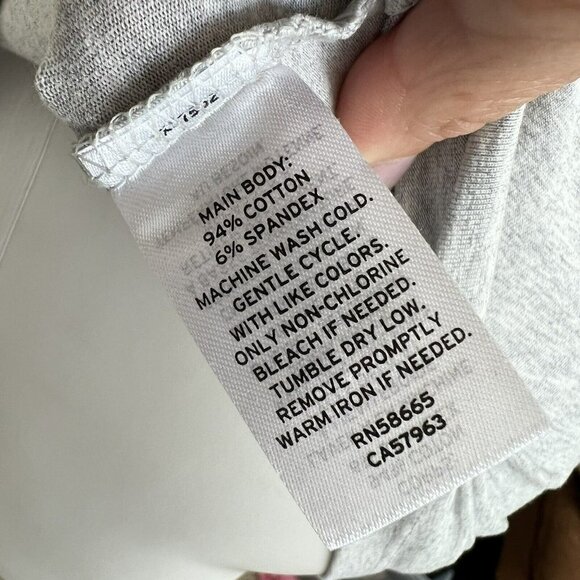 MAIN BODY:
94% COTTON
6% SPANDEX
MACHINE WASH COLD.
GENTLE CYCLE.
WITH LIKE COLORS.
ONLY NON-CHLORINE
BLEACH IF NEEDED.
TUMBLE DRY LOW.
REMOVE PROMPTLY
WARM IRON IF NEEDED.
RN58665
CA57963